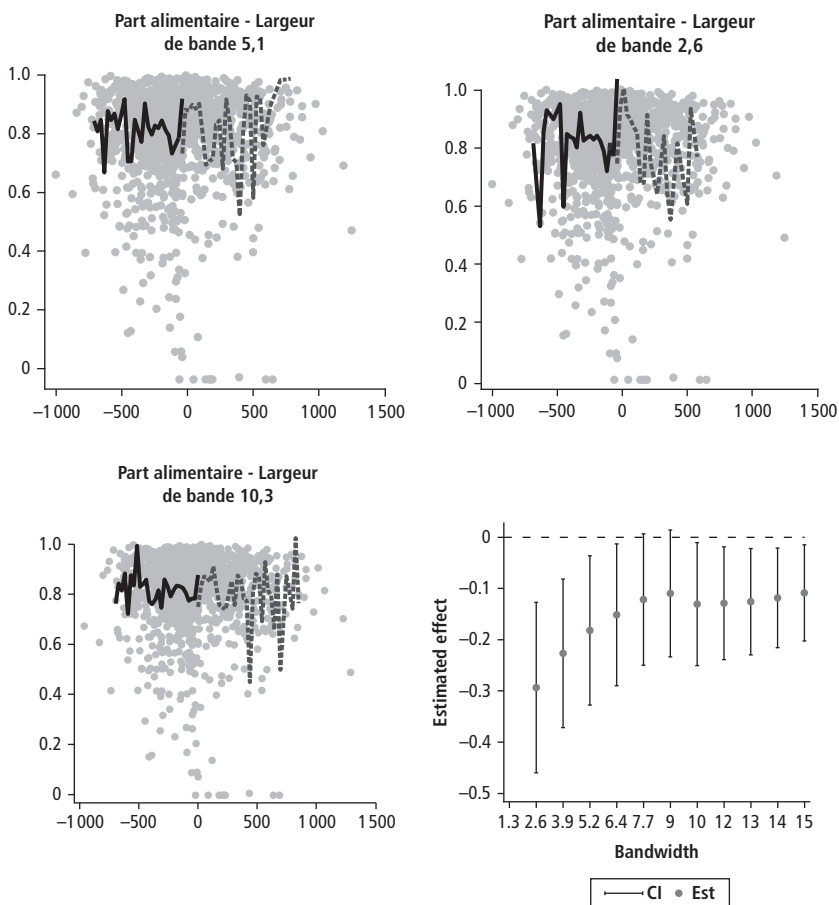 Part alimentaire - Largeur
de bande 5,1
1.0
0.8
0.6
0.4
0.2
0
–1 000 –500 0 500 1 000 1 500
Part alimentaire - Largeur
de bande 2,6
1.0
0.8
0.6
0.4
0.2
0
–1 000 –500 0 500 1 000 1 500
Part alimentaire - Largeur
de bande 10,3
1.0
0.8
0.6
0.4
0.2
0
–1 000 –500 0 500 1 000 1 500
Estimated effect
0
–0.1
–0.2
–0.3
–0.4
–0.5
1.3 2.6 3.9 5.2 6.4 7.7 9 10 12 13 14 15
Bandwidth
CI Est